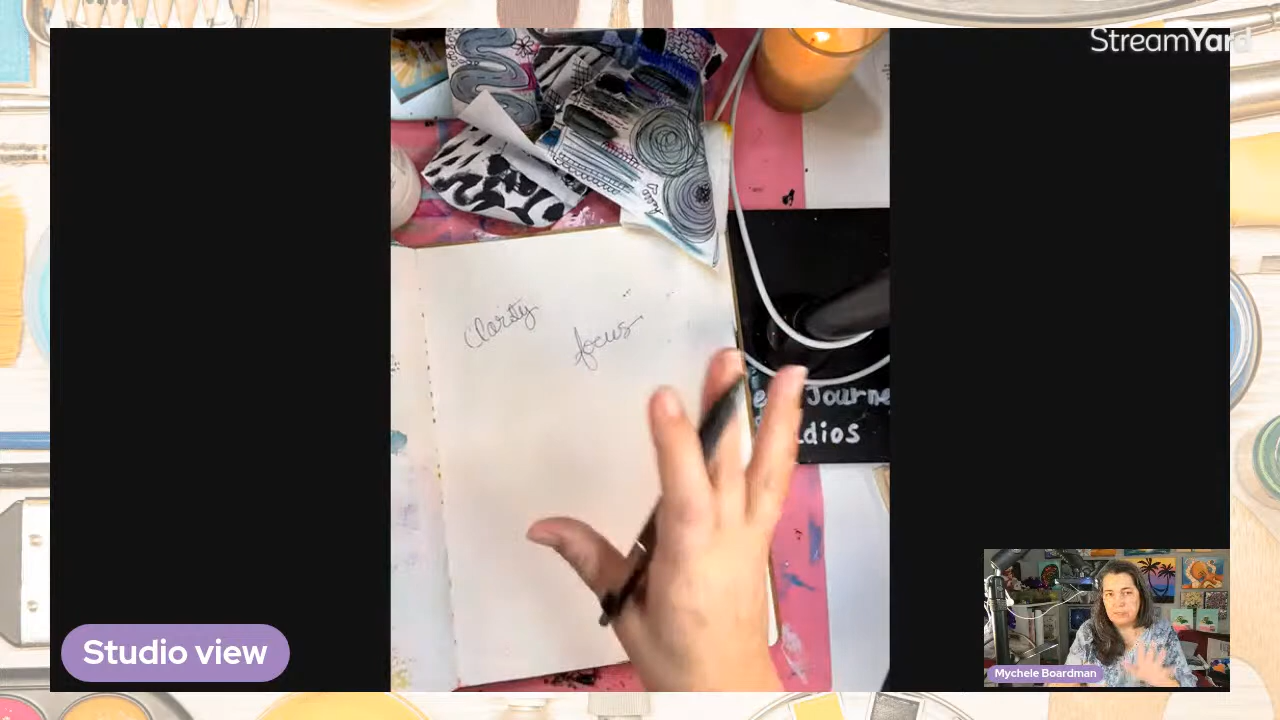 StreamYard
clarity
focus
Journe
dios
Studio view
Mychele Boardman